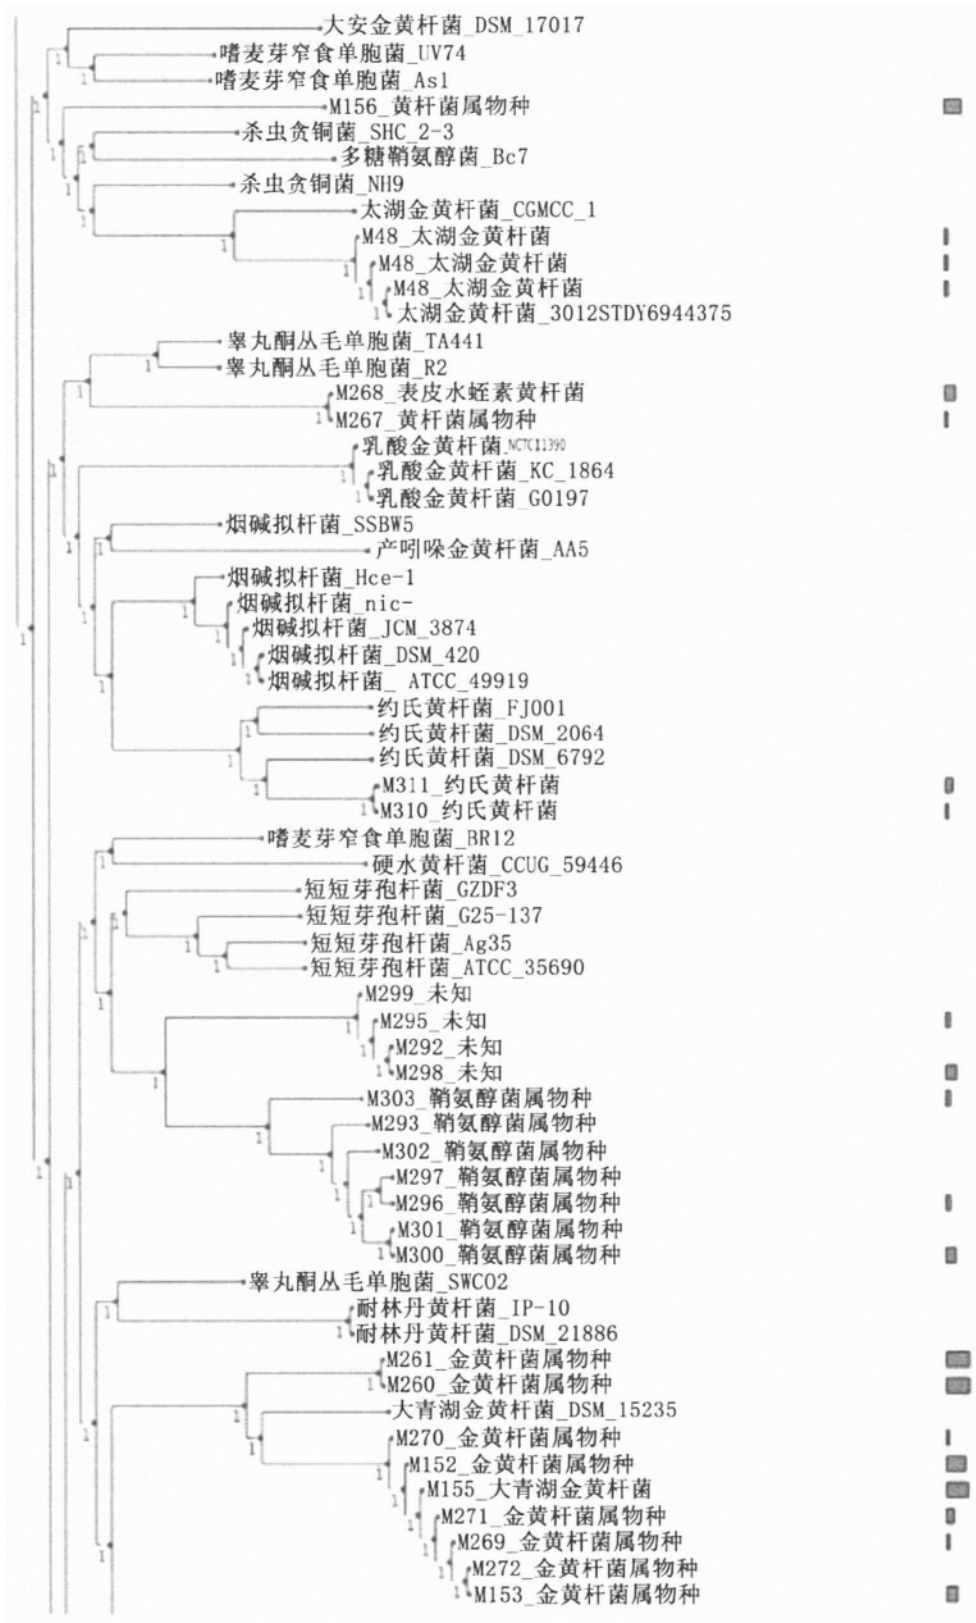 大安金黄杆菌_DSM_17017
嗜麦芽窄食单胞菌_UV74
嗜麦芽窄食单胞菌_As1
M156_黄杆菌属物种
杀虫贪铜菌_SHC_2-3
多糖鞘氨醇菌_Bc7
杀虫贪铜菌_NH9
太湖金黄杆菌_CGMCC_1
M48_太湖金黄杆菌
M48_太湖金黄杆菌
M48_太湖金黄杆菌
太湖金黄杆菌_3012STDY6944375
睾丸酮丛毛单胞菌_TA441
睾丸酮丛毛单胞菌_R2
M268_表皮水蛭素黄杆菌
M267_黄杆菌属物种
乳酸金黄杆菌_NCTC11390
乳酸金黄杆菌_KC_1864
乳酸金黄杆菌_G0197
烟碱拟杆菌_SSBW5
产吲哚金黄杆菌_AA5
烟碱拟杆菌_Hce-1
烟碱拟杆菌_nic-
烟碱拟杆菌_JCM_3874
烟碱拟杆菌_DSM_420
烟碱拟杆菌_ ATCC_49919
约氏黄杆菌_FJ001
约氏黄杆菌_DSM_2064
约氏黄杆菌_DSM_6792
M311_约氏黄杆菌
M310_约氏黄杆菌
嗜麦芽窄食单胞菌_BR12
硬水黄杆菌_CCUG_59446
短短芽孢杆菌_GZDF3
短短芽孢杆菌_G25-137
短短芽孢杆菌_Ag35
短短芽孢杆菌_ATCC_35690
M299_未知
M295_未知
M292_未知
M298_未知
M303_鞘氨醇菌属物种
M293_鞘氨醇菌属物种
M302_鞘氨醇菌属物种
M297_鞘氨醇菌属物种
M296_鞘氨醇菌属物种
M301_鞘氨醇菌属物种
M300_鞘氨醇菌属物种
睾丸酮丛毛单胞菌_SWCO2
耐林丹黄杆菌_IP-10
耐林丹黄杆菌_DSM_21886
M261_金黄杆菌属物种
M260_金黄杆菌属物种
大青湖金黄杆菌_DSM_15235
M270_金黄杆菌属物种
M152_金黄杆菌属物种
M155_大青湖金黄杆菌
M271_金黄杆菌属物种
M269_金黄杆菌属物种
M272_金黄杆菌属物种
M153_金黄杆菌属物种